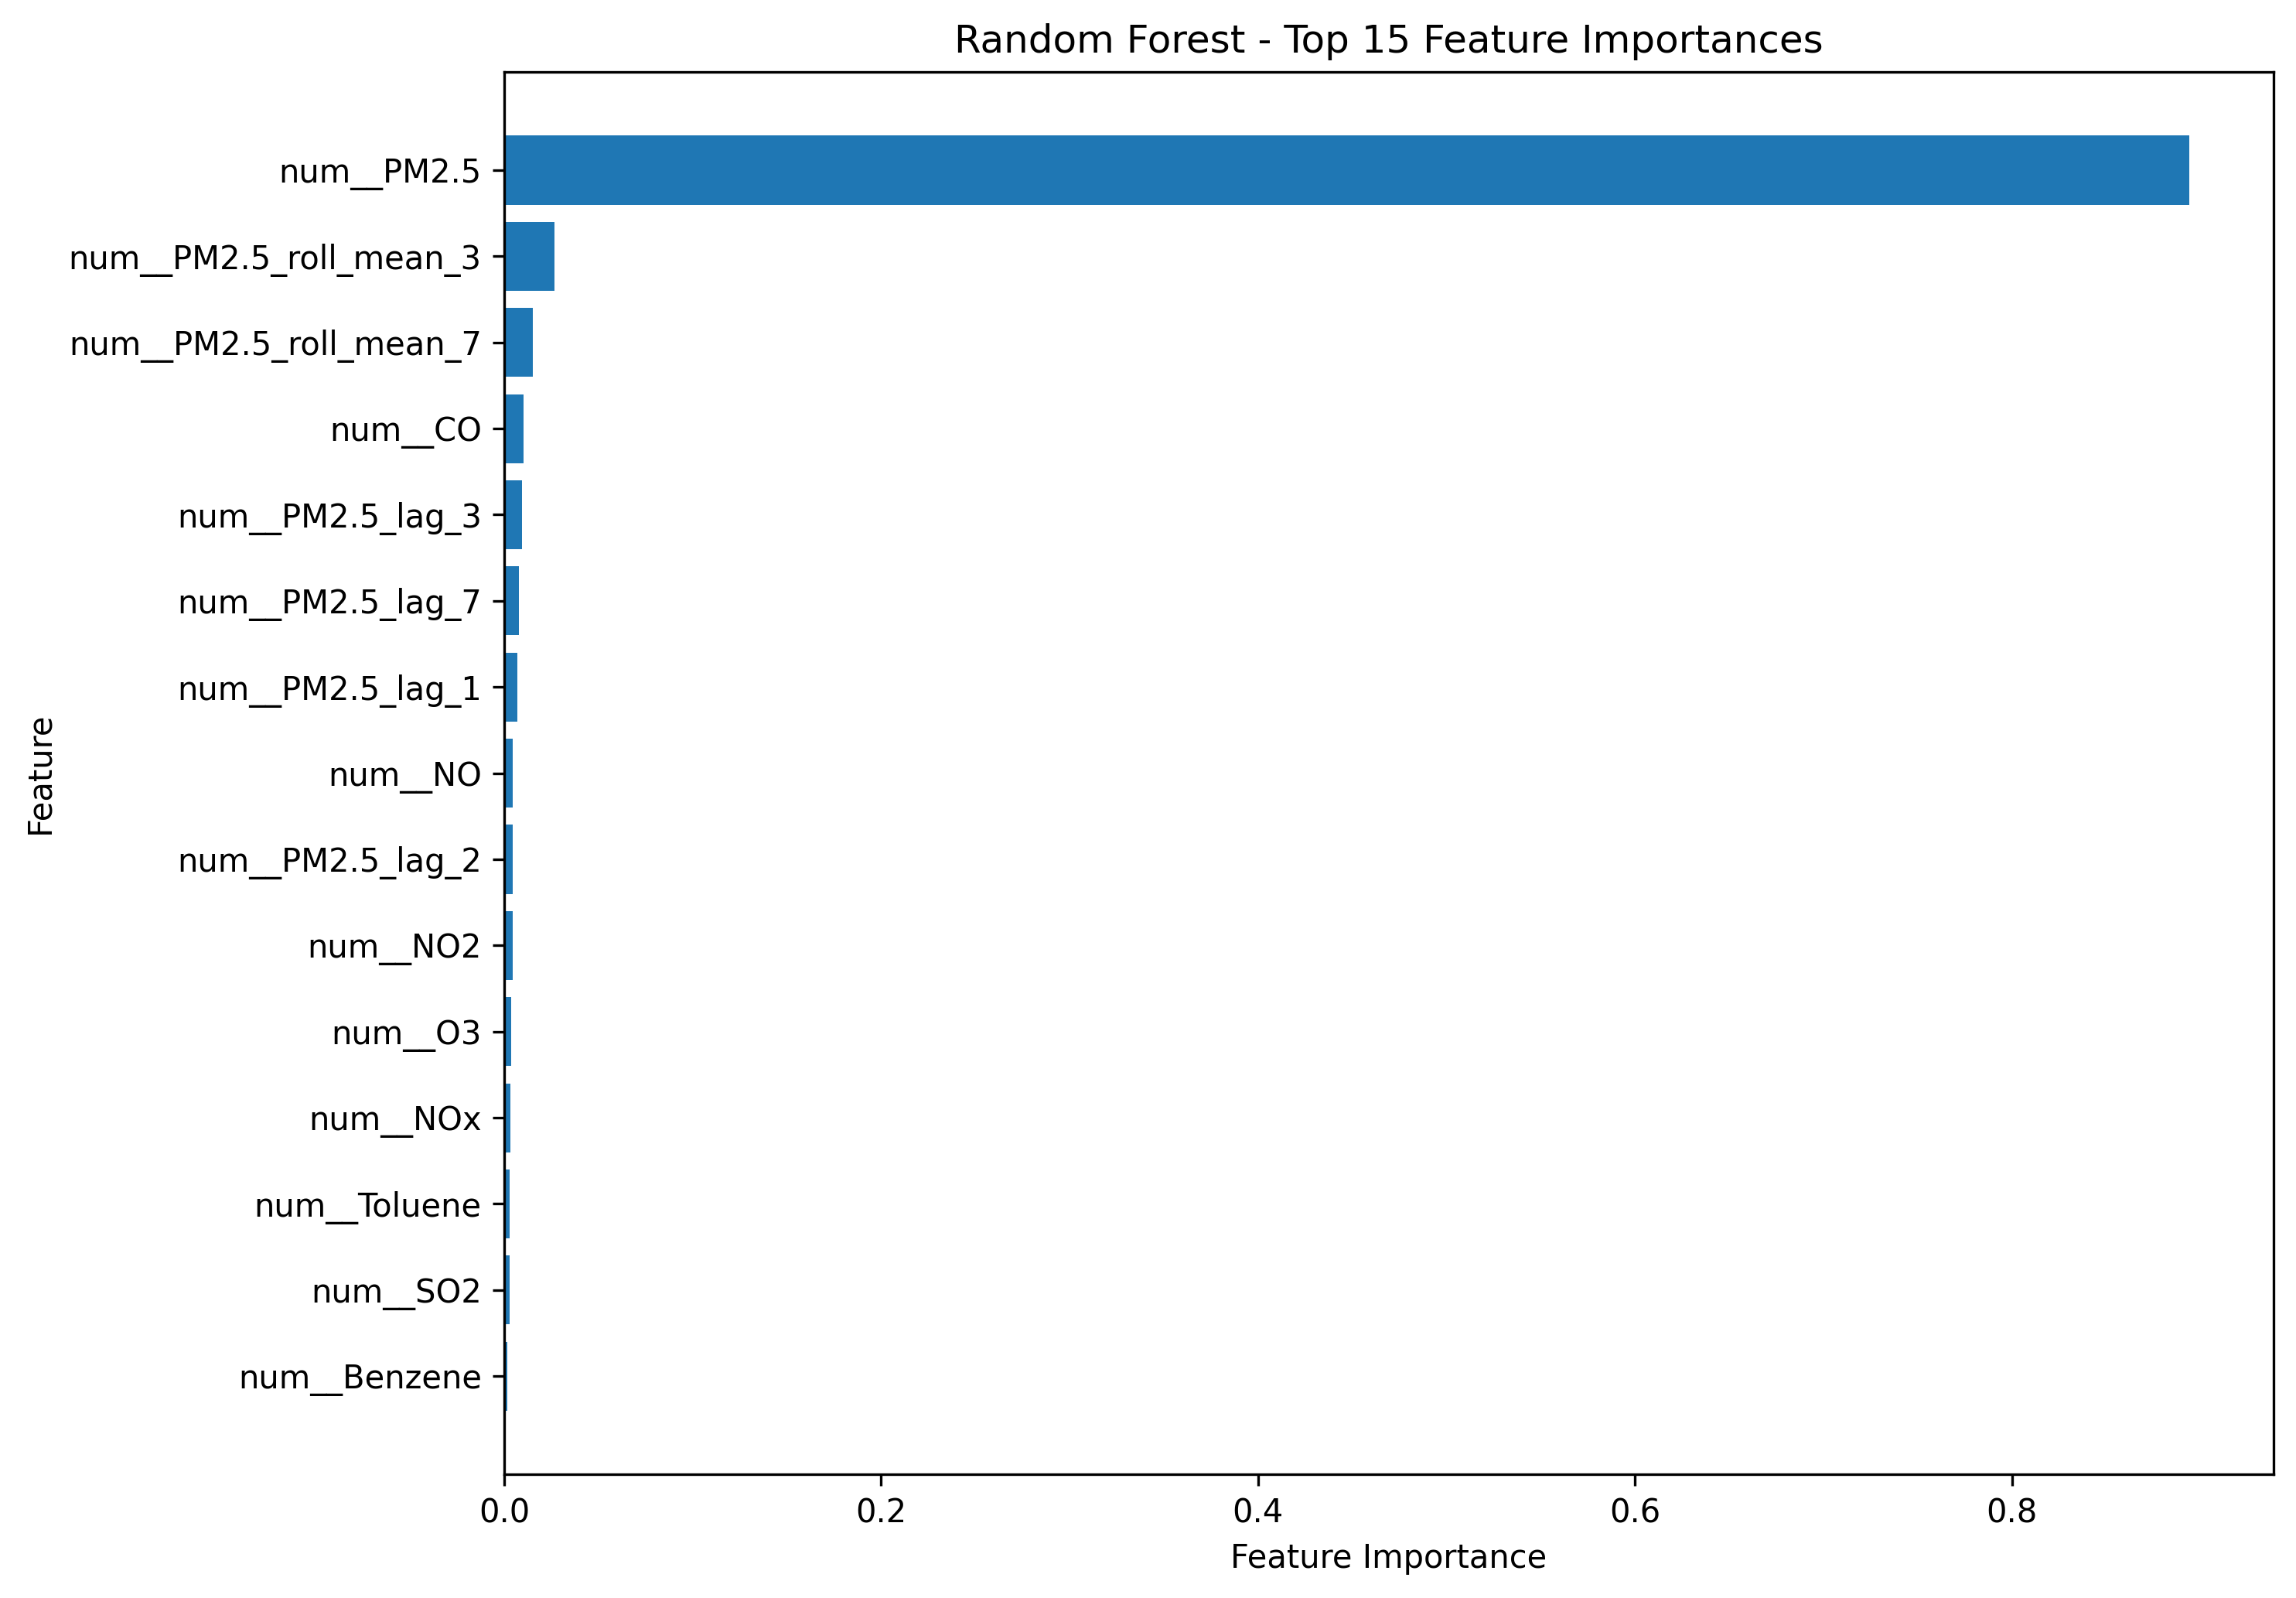 Random Forest - Top 15 Feature Importances
num__PM2.5
num__PM2.5_roll_mean_3
num__PM2.5_roll_mean_7
num__CO
num__PM2.5_lag_3
num__PM2.5_lag_7
num__PM2.5_lag_1
num__NO
num__PM2.5_lag_2
num__NO2
num__O3
num__NOx
num__Toluene
num__SO2
num__Benzene
Feature
0.0 0.2 0.4 0.6 0.8
Feature Importance